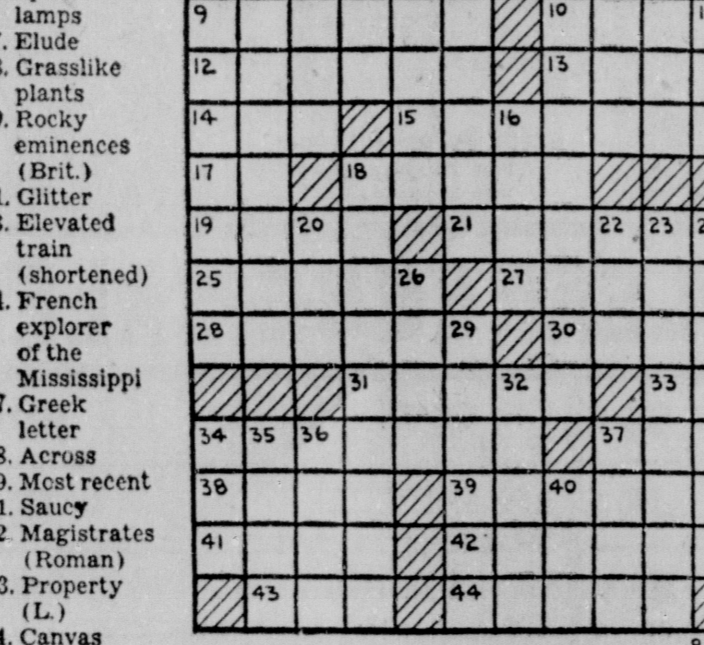 lamps
. Elude
. Grasslike
plants
. Rocky
eminences
(Brit.)
. Glitter
. Elevated
train
(shortened)
. French
explorer
of the
Mississippi
. Greek
letter
. Across
. Most recent
. Saucy
. Magistrates
(Roman)
. Property
(L.)
. Canvas
9 10
12 13
14 15 16
17 18
19 20 21 22 23
25 26 27
28 29 30
31 32 33
34 35 36 37
38 39 40
41 42
43 44